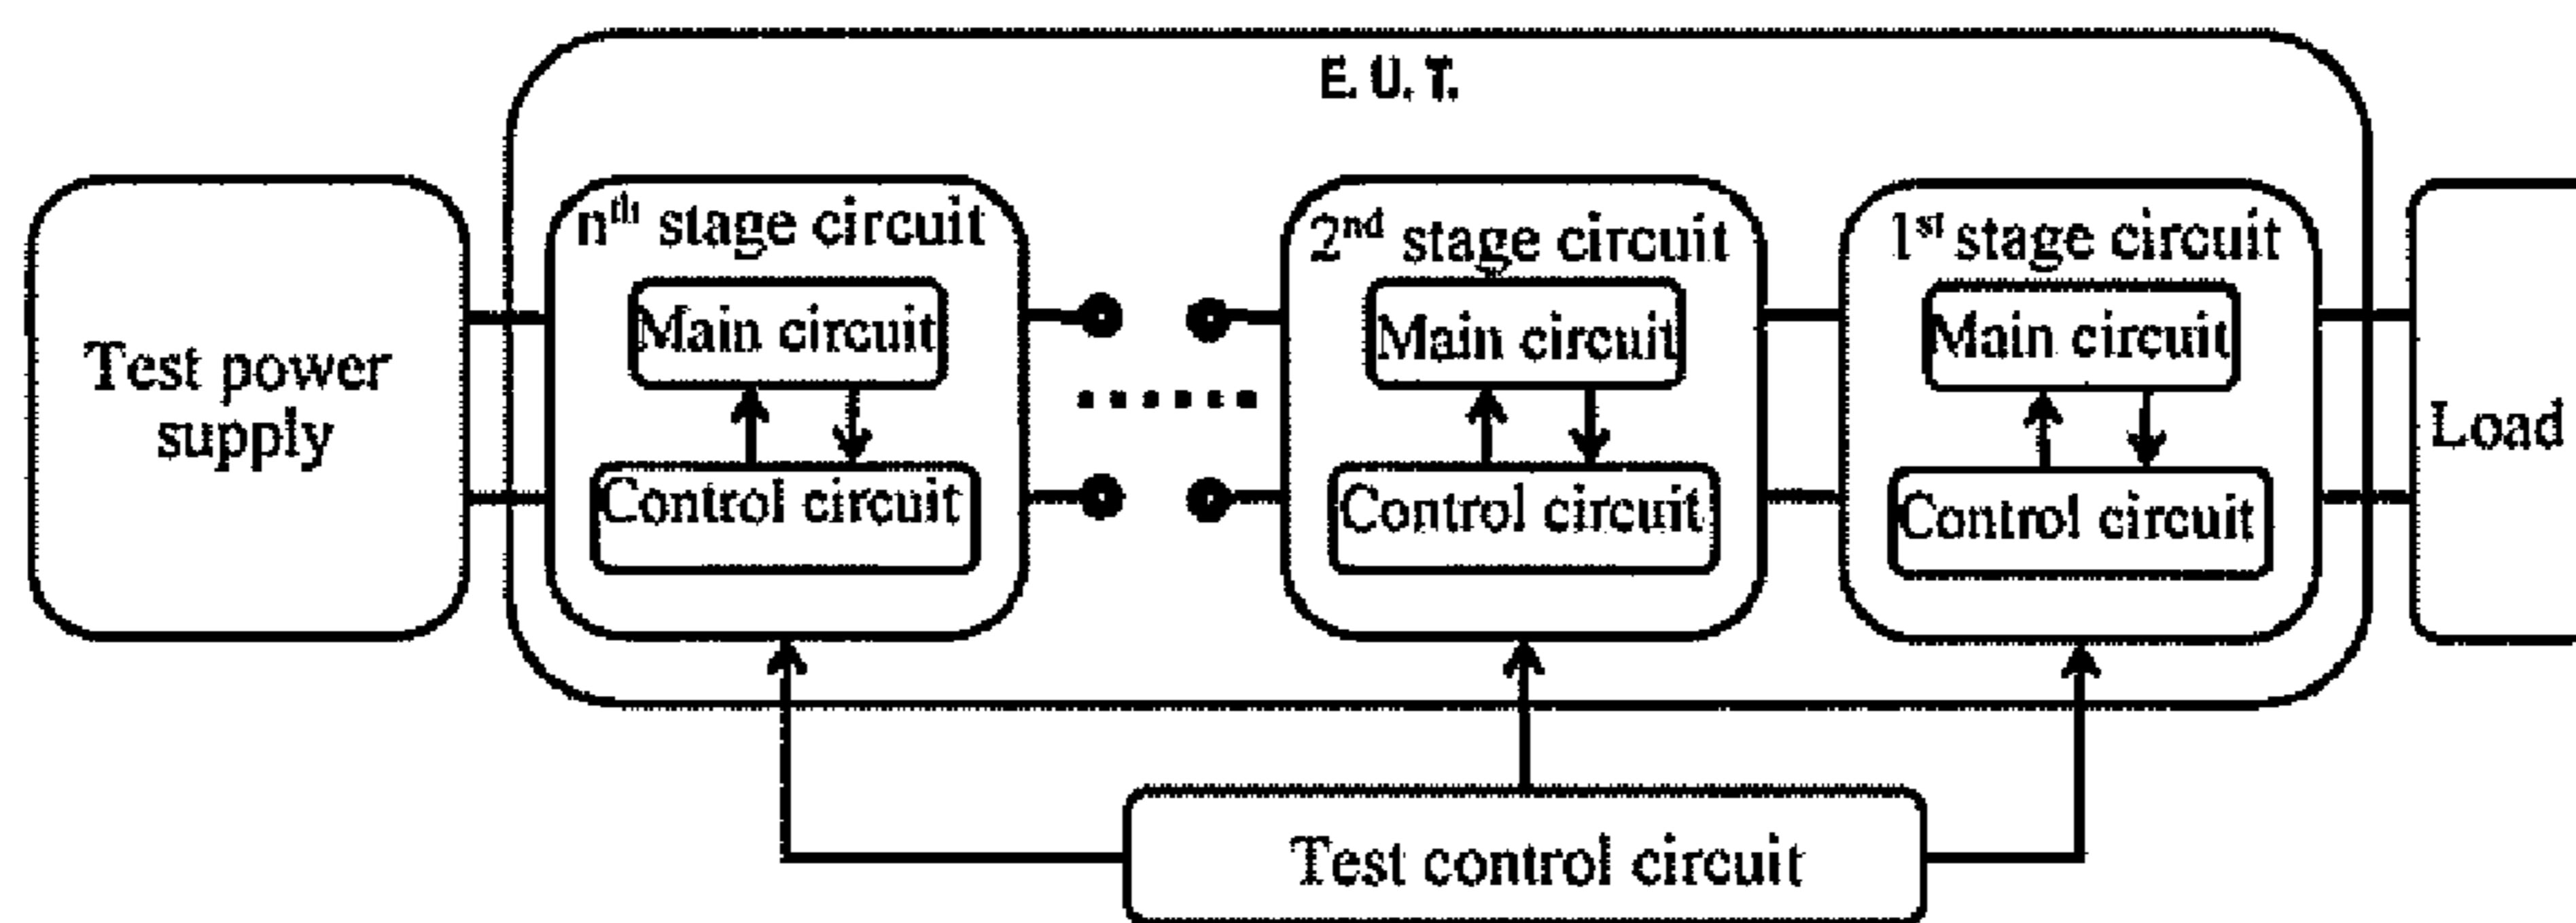 E. U. T.
Test power
supply
nth stage circuit
Main circuit
Control circuit
2nd stage circuit
Main circuit
Control circuit
1st stage circuit
Main circuit
Control circuit
Load
Test control circuit